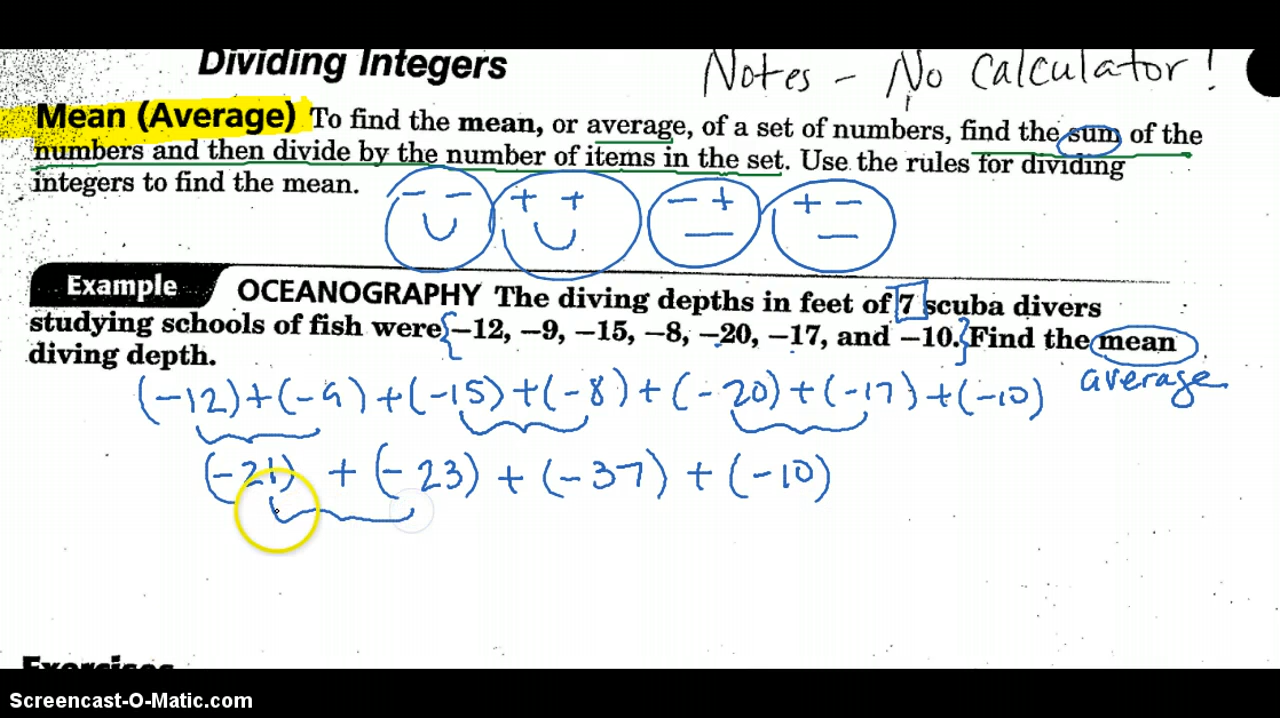 Dividing Integers Notes - No Calculator!
Mean (Average) To find the mean, or average, of a set of numbers, find the sum of the
numbers and then divide by the number of items in the set. Use the rules for dividing
integers to find the mean.
- - + + - + + -
Example OCEANOGRAPHY The diving depths in feet of 7 scuba divers
studying schools of fish were {-12, -9, -15, -8, -20, -17, and -10.} Find the mean
diving depth.
average
(-12)+(-9)+(-15)+(-8)+(-20)+(-17)+(-10)
(-21) + (-23) + (-37) + (-10)
Exercises
Screencast-O-Matic.com